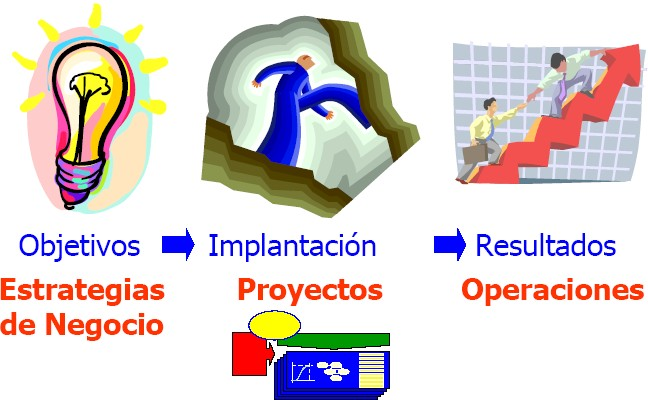 Objetivos
Implantación
Resultados
Estrategias
de Negocio
Proyectos
Operaciones